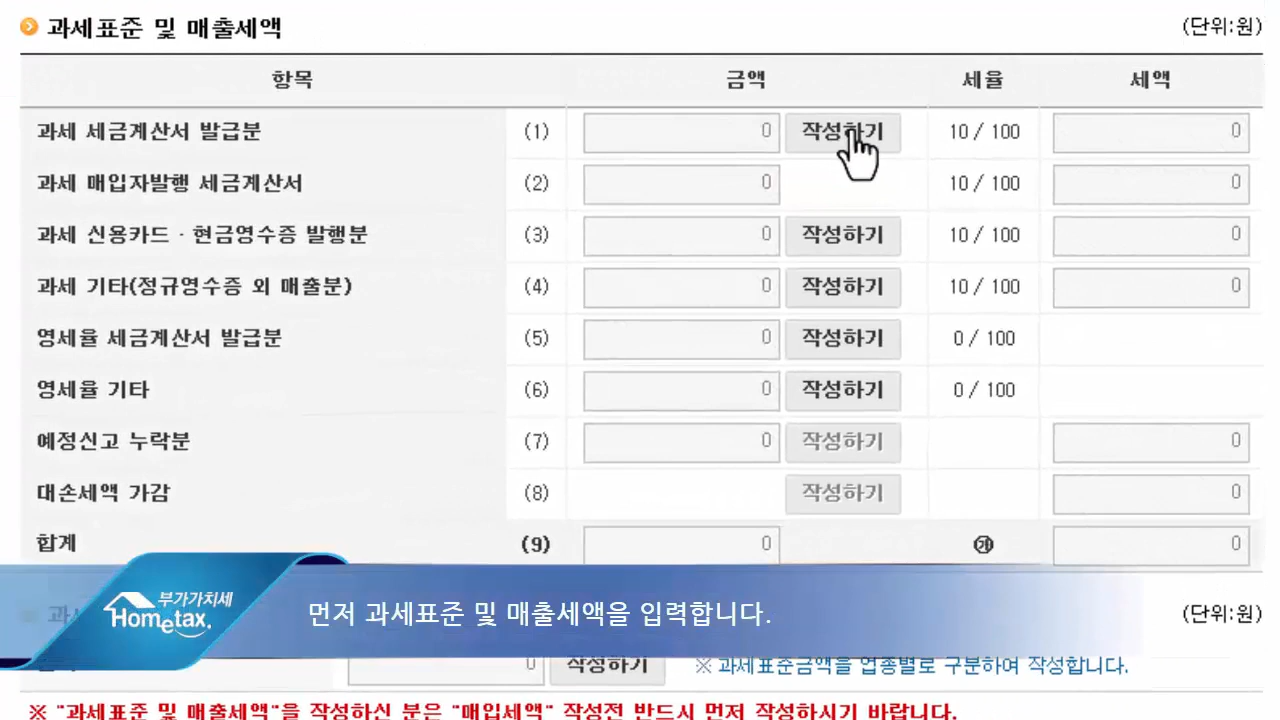 과세표준 및 매출세액 (단위:원)
항목 금액 세율 세액
과세 세금계산서 발급분 (1) 0 작성하기 10 / 100 0
과세 매입자발행 세금계산서 (2) 0 10 / 100 0
과세 신용카드 · 현금영수증 발행분 (3) 0 작성하기 10 / 100 0
과세 기타(정규영수증 외 매출분) (4) 0 작성하기 10 / 100 0
영세율 세금계산서 발급분 (5) 0 작성하기 0 / 100
영세율 기타 (6) 0 작성하기 0 / 100
예정신고 누락분 (7) 0 작성하기 0
대손세액 가감 (8) 작성하기 0
합계 (9) 0 ㉮ 0
부가가치세
Hometax.
먼저 과세표준 및 매출세액을 입력합니다.
(단위:원)
0 작성하기 ※ 과세표준금액을 업종별로 구분하여 작성합니다.
※ "과세표준 및 매출세액"을 작성하신 분은 "매입세액" 작성전 반드시 먼저 작성하시기 바랍니다.